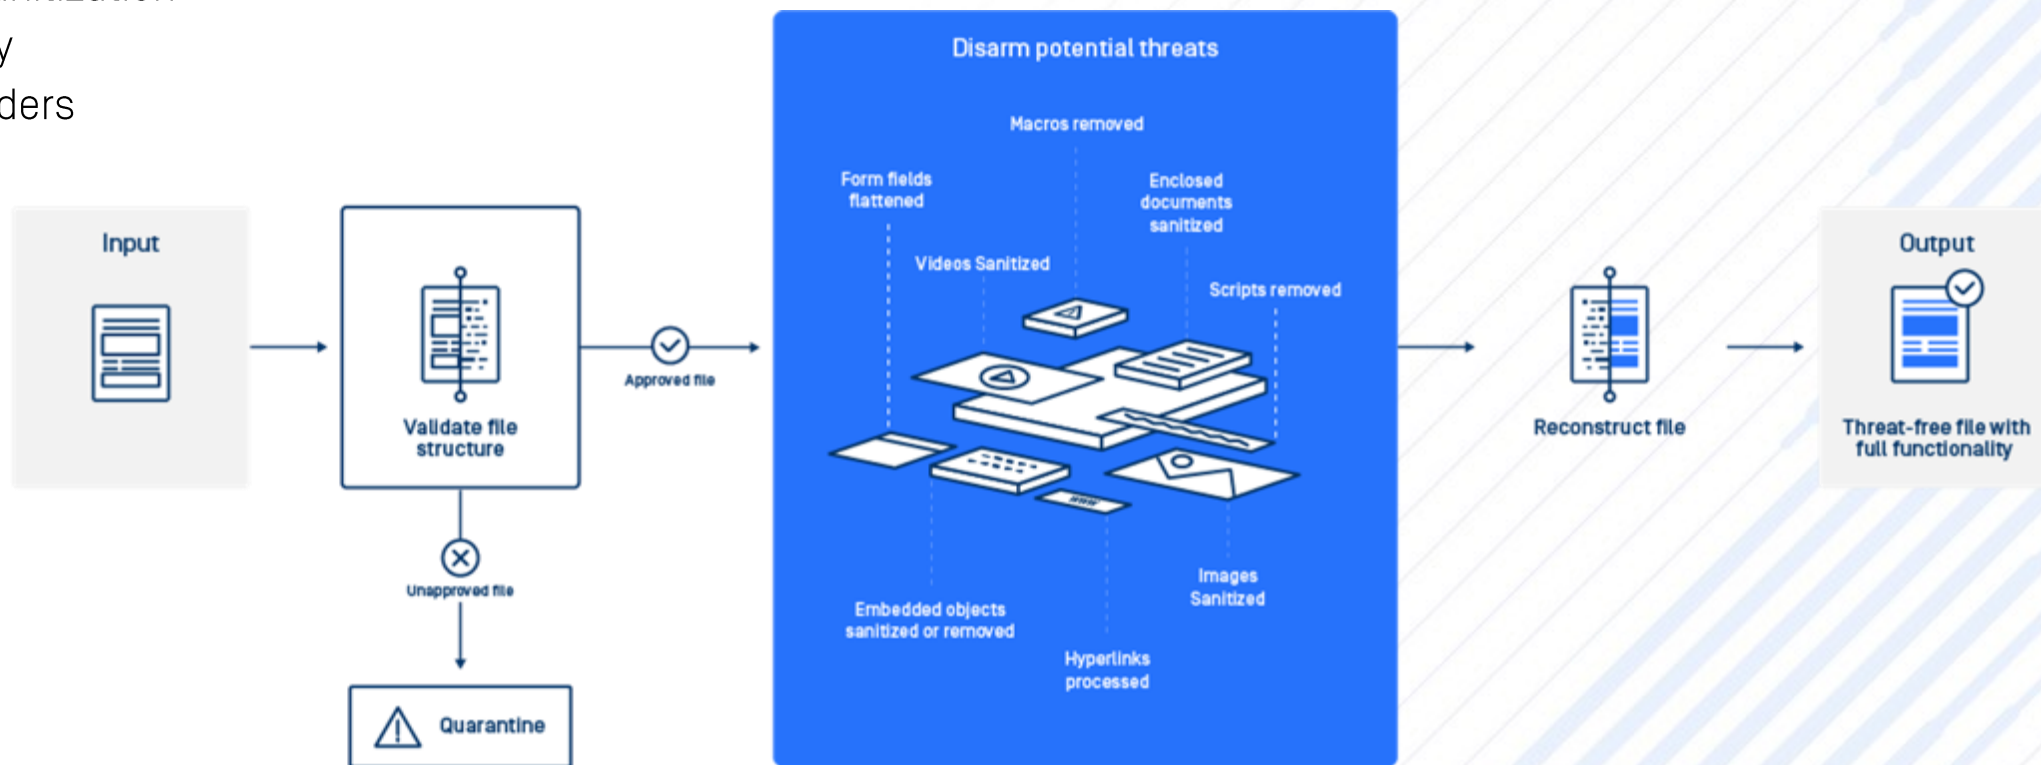 y
ders
Disarm potential threats
Macros removed
Form fields
flattened
Enclosed
documents
sanitized
Videos Sanitized
Scripts removed
Input
Validate file
structure
Approved file
Unapproved file
Quarantine
Embedded objects
sanitized or removed
Hyperlinks
processed
Images
Sanitized
Reconstruct file
Output
Threat-free file with
full functionality
www